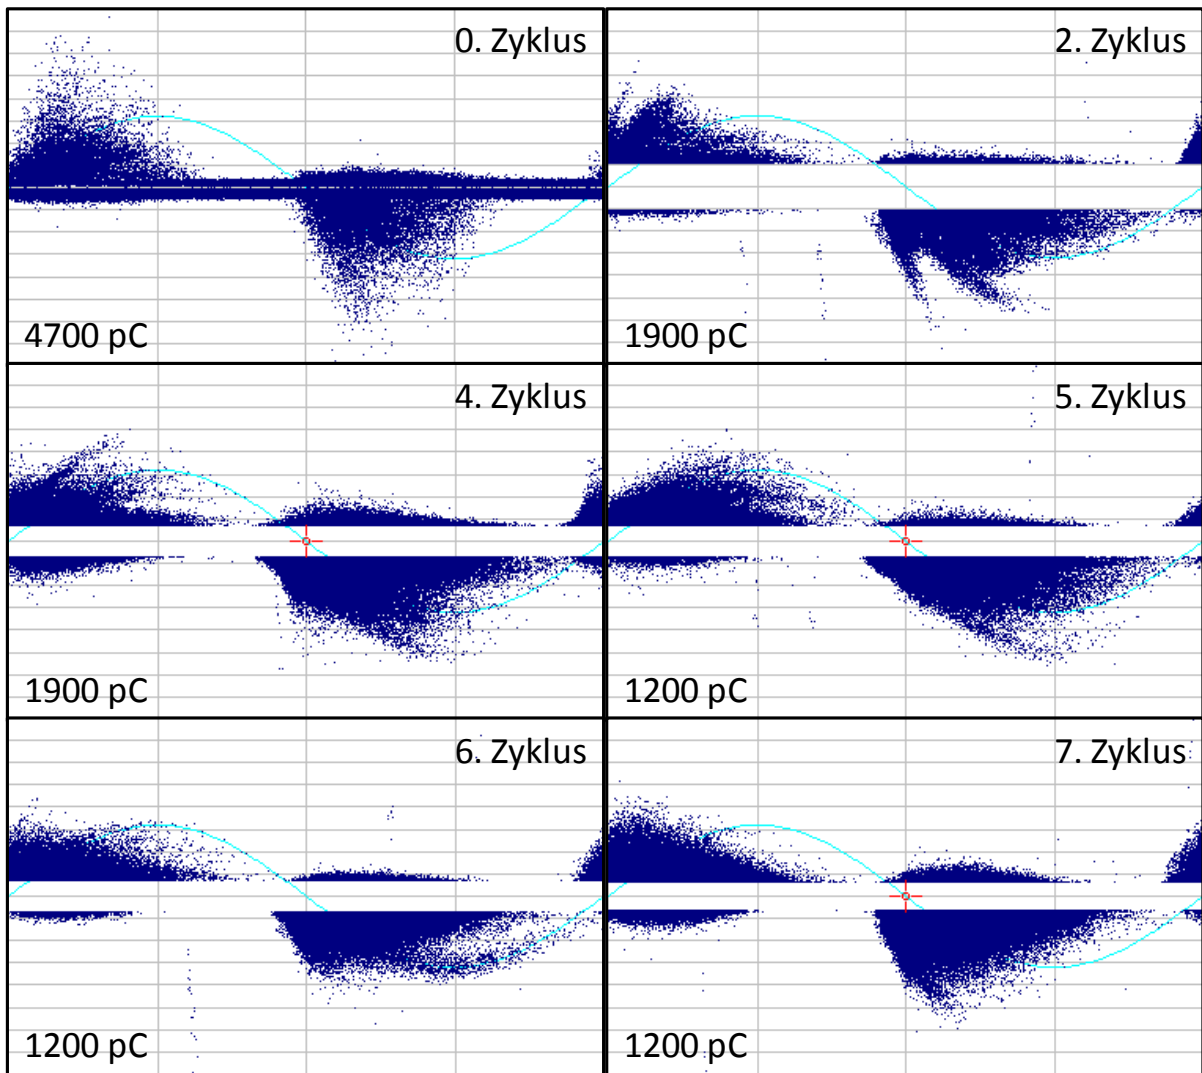 0. Zyklus
4700 pC
2. Zyklus
1900 pC
4. Zyklus
1900 pC
5. Zyklus
1200 pC
6. Zyklus
1200 pC
7. Zyklus
1200 pC